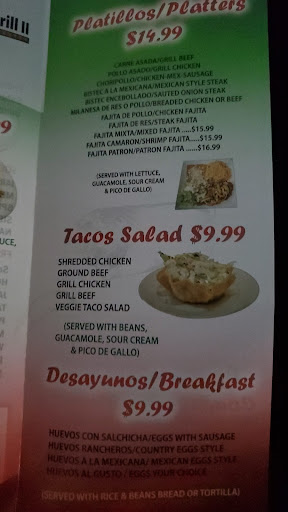 rill II
Platillos/Platters
$14.99
CARNE ASADA/GRILL BEEF
POLLO ASADO/GRILL CHICKEN
CHORIPOLLO/CHICKEN-MEX-SAUSAGE
BISTEC A LA MEXICANA/MEXICAN STYLE STEAK
BISTEC ENCEBOLLADO/SAUTED ONION STEAK
MILANESA DE RES O POLLO/BREADED CHICKEN OR BEEF
FAJITA DE POLLO/CHICKEN FAJITA
FAJITA DE RES/STEAK FAJITA
FAJITA MIXTA/MIXED FAJITA .....$15.99
FAJITA CAMARON/SHRIMP FAJITA.....$15.99
FAJITA PATRON/PATRON FAJITA ......$16.99
(SERVED WITH LETTUCE,
GUACAMOLE, SOUR CREAM
& PICO DE GALLO)
Tacos Salad $9.99
SHREDDED CHICKEN
GROUND BEEF
GRILL CHICKEN
GRILL BEEF
VEGGIE TACO SALAD
(SERVED WITH BEANS,
GUACAMOLE, SOUR CREAM
& PICO DE GALLO)
Desayunos/Breakfast
$9.99
HUEVOS CON SALCHICHA/EGGS WITH SAUSAGE
HUEVOS RANCHEROS/COUNTRY EGGS STYLE
HUEVOS A LA MEXICANA/ MEXICAN EGGS STYLE
HUEVOS AL GUSTO / EGGS YOUR CHOICE
(SERVED WITH RICE & BEANS BREAD OR TORTILLA)